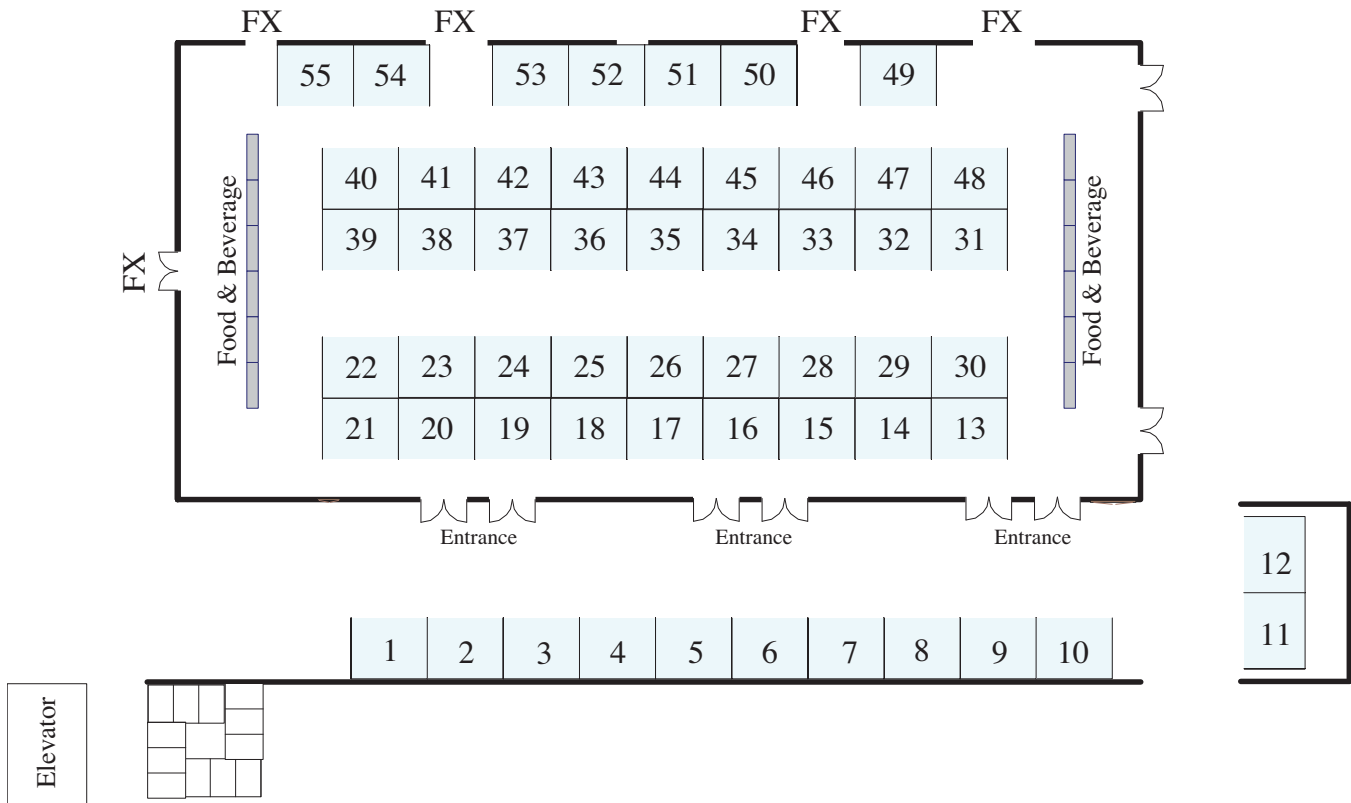 FX FX FX FX
55 54 53 52 51 50 49
40 41 42 43 44 45 46 47 48
39 38 37 36 35 34 33 32 31
Food & Beverage
Food & Beverage
FX
22 23 24 25 26 27 28 29 30
21 20 19 18 17 16 15 14 13
Entrance Entrance Entrance
12
11
1 2 3 4 5 6 7 8 9 10
Elevator